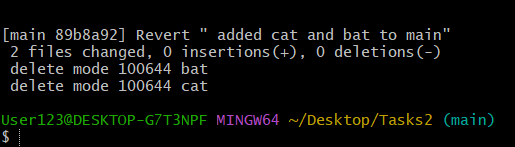 [main 89b8a92] Revert " added cat and bat to main"
 2 files changed, 0 insertions(+), 0 deletions(-)
 delete mode 100644 bat
 delete mode 100644 cat
User123@DESKTOP-G7T3NPF MINGW64 ~/Desktop/Tasks2 (main)
$